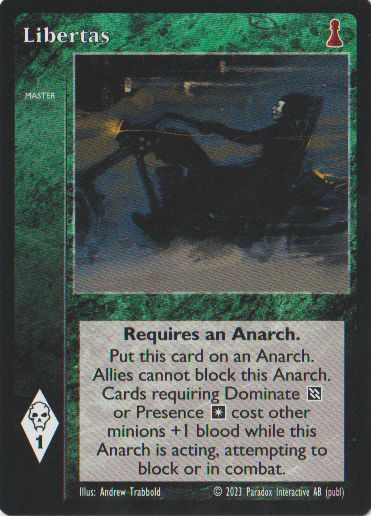 Libertas
MASTER
Requires an Anarch.
Put this card on an Anarch.
Allies cannot block this Anarch.
Cards requiring Dominate
or Presence cost other
minions +1 blood while this
Anarch is acting, attempting to
block or in combat.
1
Illus: Andrew Trabbold © 2023 Paradox Interactive AB (publ)